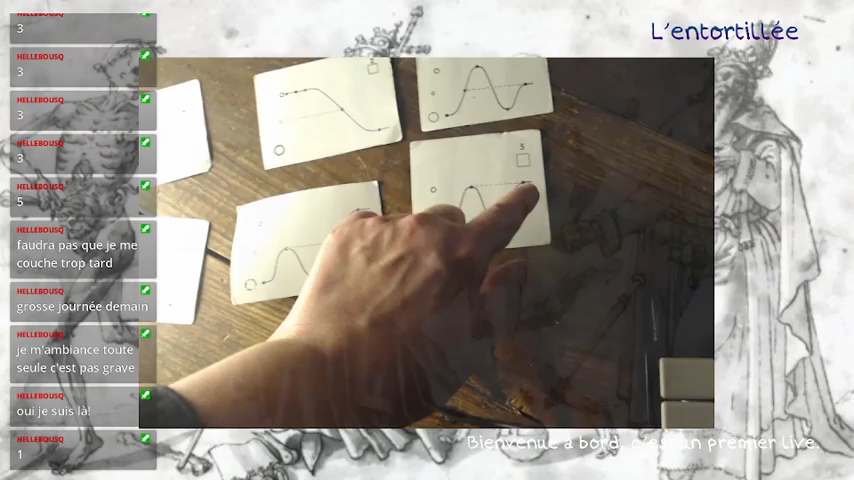 HELLEBOUSQ
3
HELLEBOUSQ
3
HELLEBOUSQ
3
HELLEBOUSQ
3
HELLEBOUSQ
5
HELLEBOUSQ
faudra pas que je me
couche trop tard
HELLEBOUSQ
grosse journée demain
HELLEBOUSQ
je m'ambiance toute
seule c'est pas grave
HELLEBOUSQ
oui je suis là!
HELLEBOUSQ
1
L'entortillée
5
Bienvenue à bord, c'est un premier live.